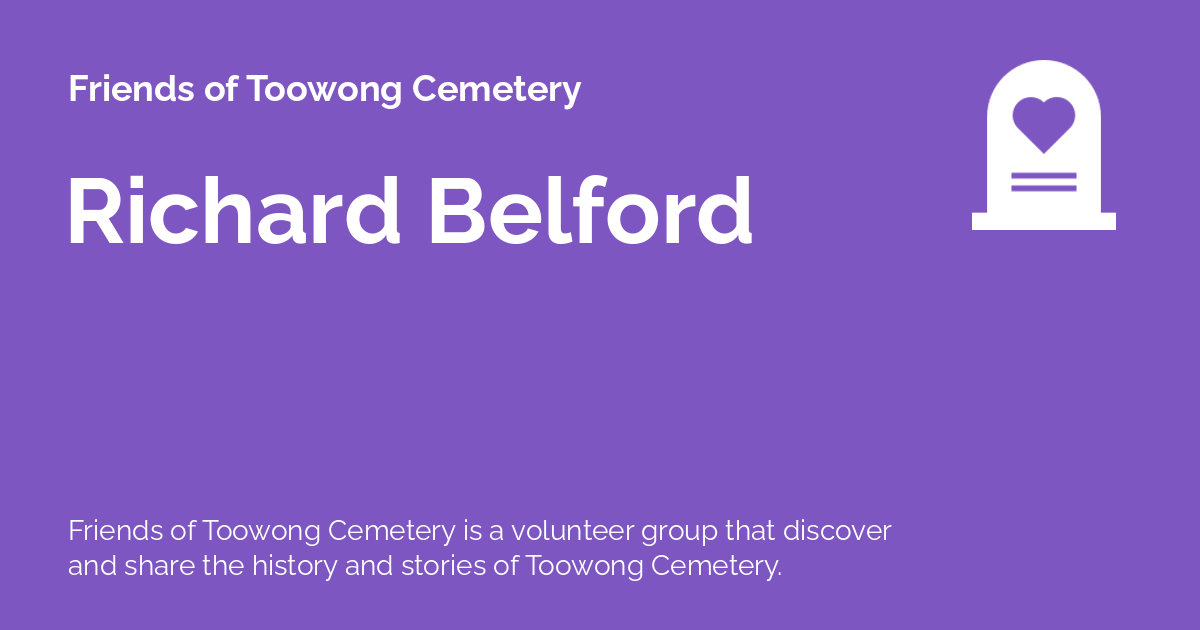 Friends of Toowong Cemetery
Richard Belford
Friends of Toowong Cemetery is a volunteer group that discover
and share the history and stories of Toowong Cemetery.